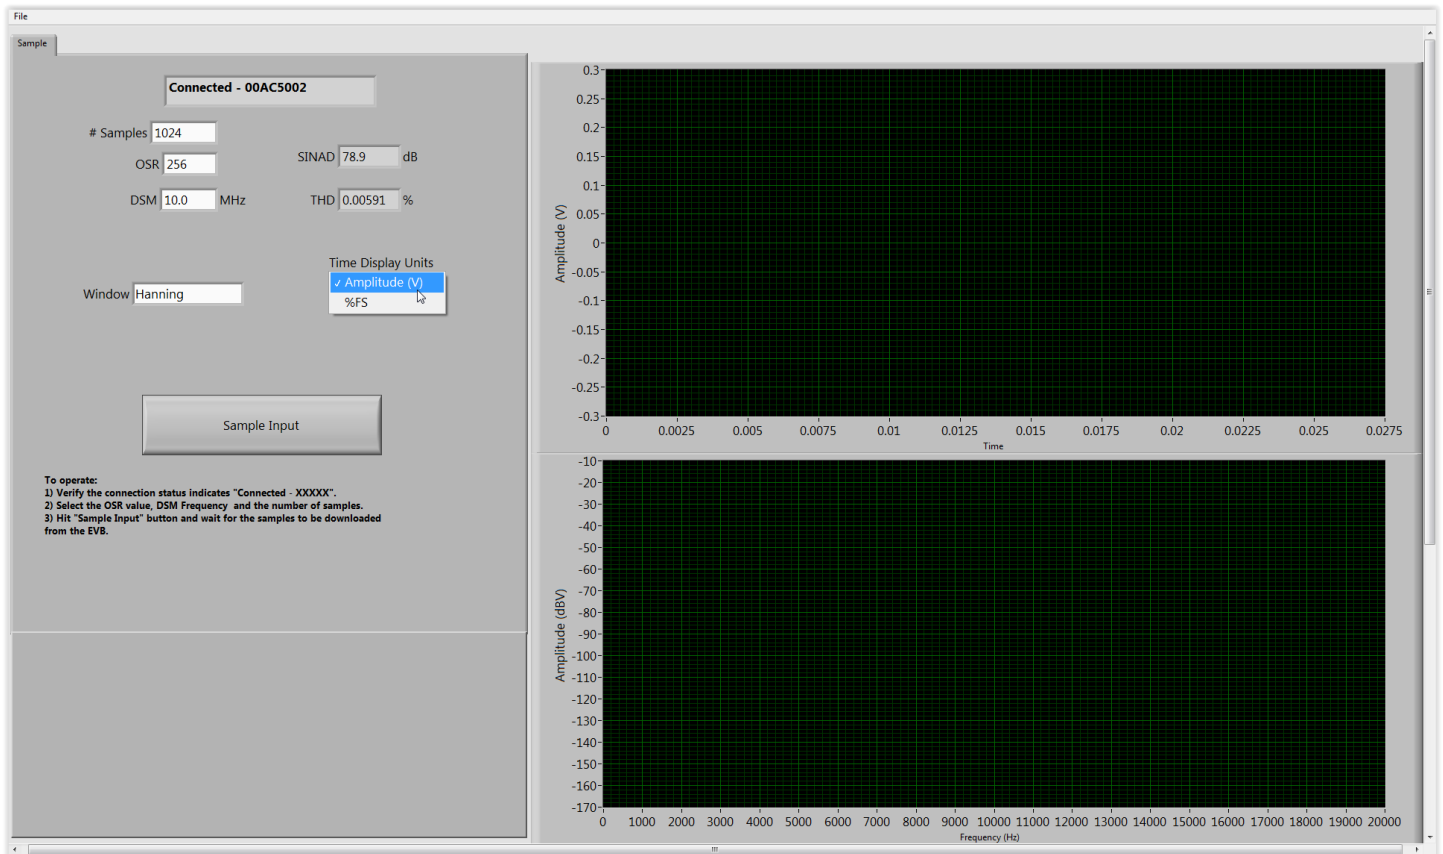 File
Sample
Connected - 00AC5002
# Samples 1024
OSR 256
SINAD 78.9 dB
DSM 10.0 MHz
THD 0.00591 %
Time Display Units
✓ Amplitude (V)
%FS
Window Hanning
Sample Input
To operate:
1) Verify the connection status indicates "Connected - XXXXX".
2) Select the OSR value, DSM Frequency and the number of samples.
3) Hit "Sample Input" button and wait for the samples to be downloaded
from the EVB.
Amplitude (V)
0.3
0.25
0.2
0.15
0.1
0.05
0
-0.05
-0.1
-0.15
-0.2
-0.25
-0.3
0 0.0025 0.005 0.0075 0.01 0.0125 0.015 0.0175 0.02 0.0225 0.025 0.0275
Time
Amplitude (dBV)
-10
-20
-30
-40
-50
-60
-70
-80
-90
-100
-110
-120
-130
-140
-150
-160
-170
0 1000 2000 3000 4000 5000 6000 7000 8000 9000 10000 11000 12000 13000 14000 15000 16000 17000 18000 19000 20000
Frequency (Hz)